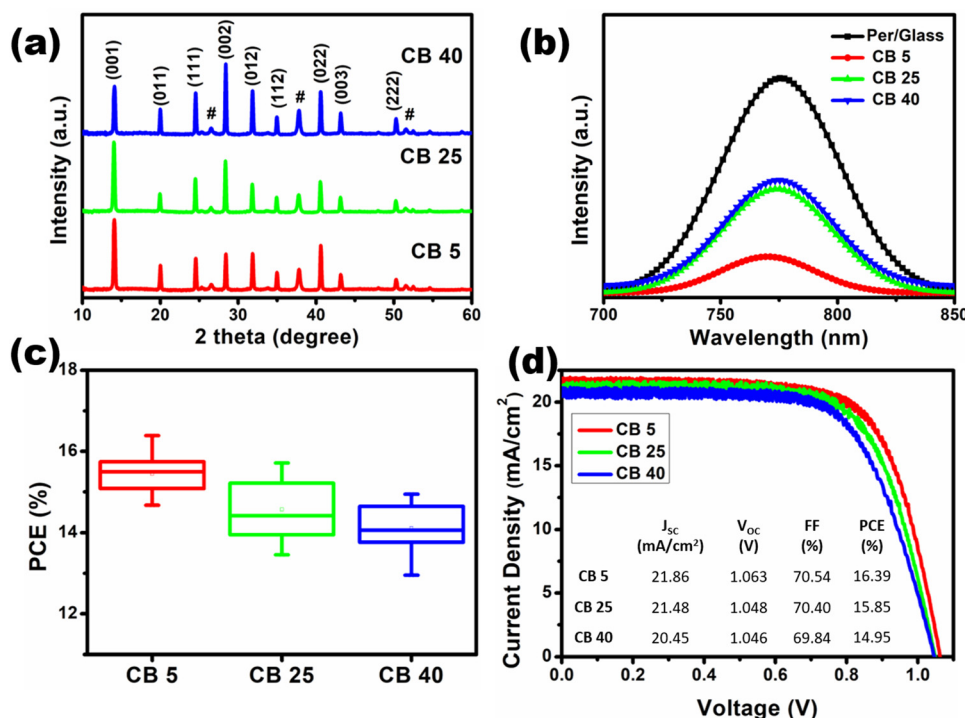 (a)
Intensity (a.u.)
(001)
(011)
(111)
#
(002)
(012)
(112)
#
(022)
(003)
(222)
#
CB 40
CB 25
CB 5
10 20 30 40 50 60
2 theta (degree)
(b)
Intensity (a.u.)
Per/Glass
CB 5
CB 25
CB 40
700 750 800 850
Wavelength (nm)
(c)
PCE (%)
18
16
14
12
CB 5 CB 25 CB 40
(d)
Current Density (mA/cm²)
20
15
10
5
0
CB 5
CB 25
CB 40
JSC VOC FF PCE
(mA/cm²) (V) (%) (%)
CB 5 21.86 1.063 70.54 16.39
CB 25 21.48 1.048 70.40 15.85
CB 40 20.45 1.046 69.84 14.95
0.0 0.2 0.4 0.6 0.8 1.0
Voltage (V)